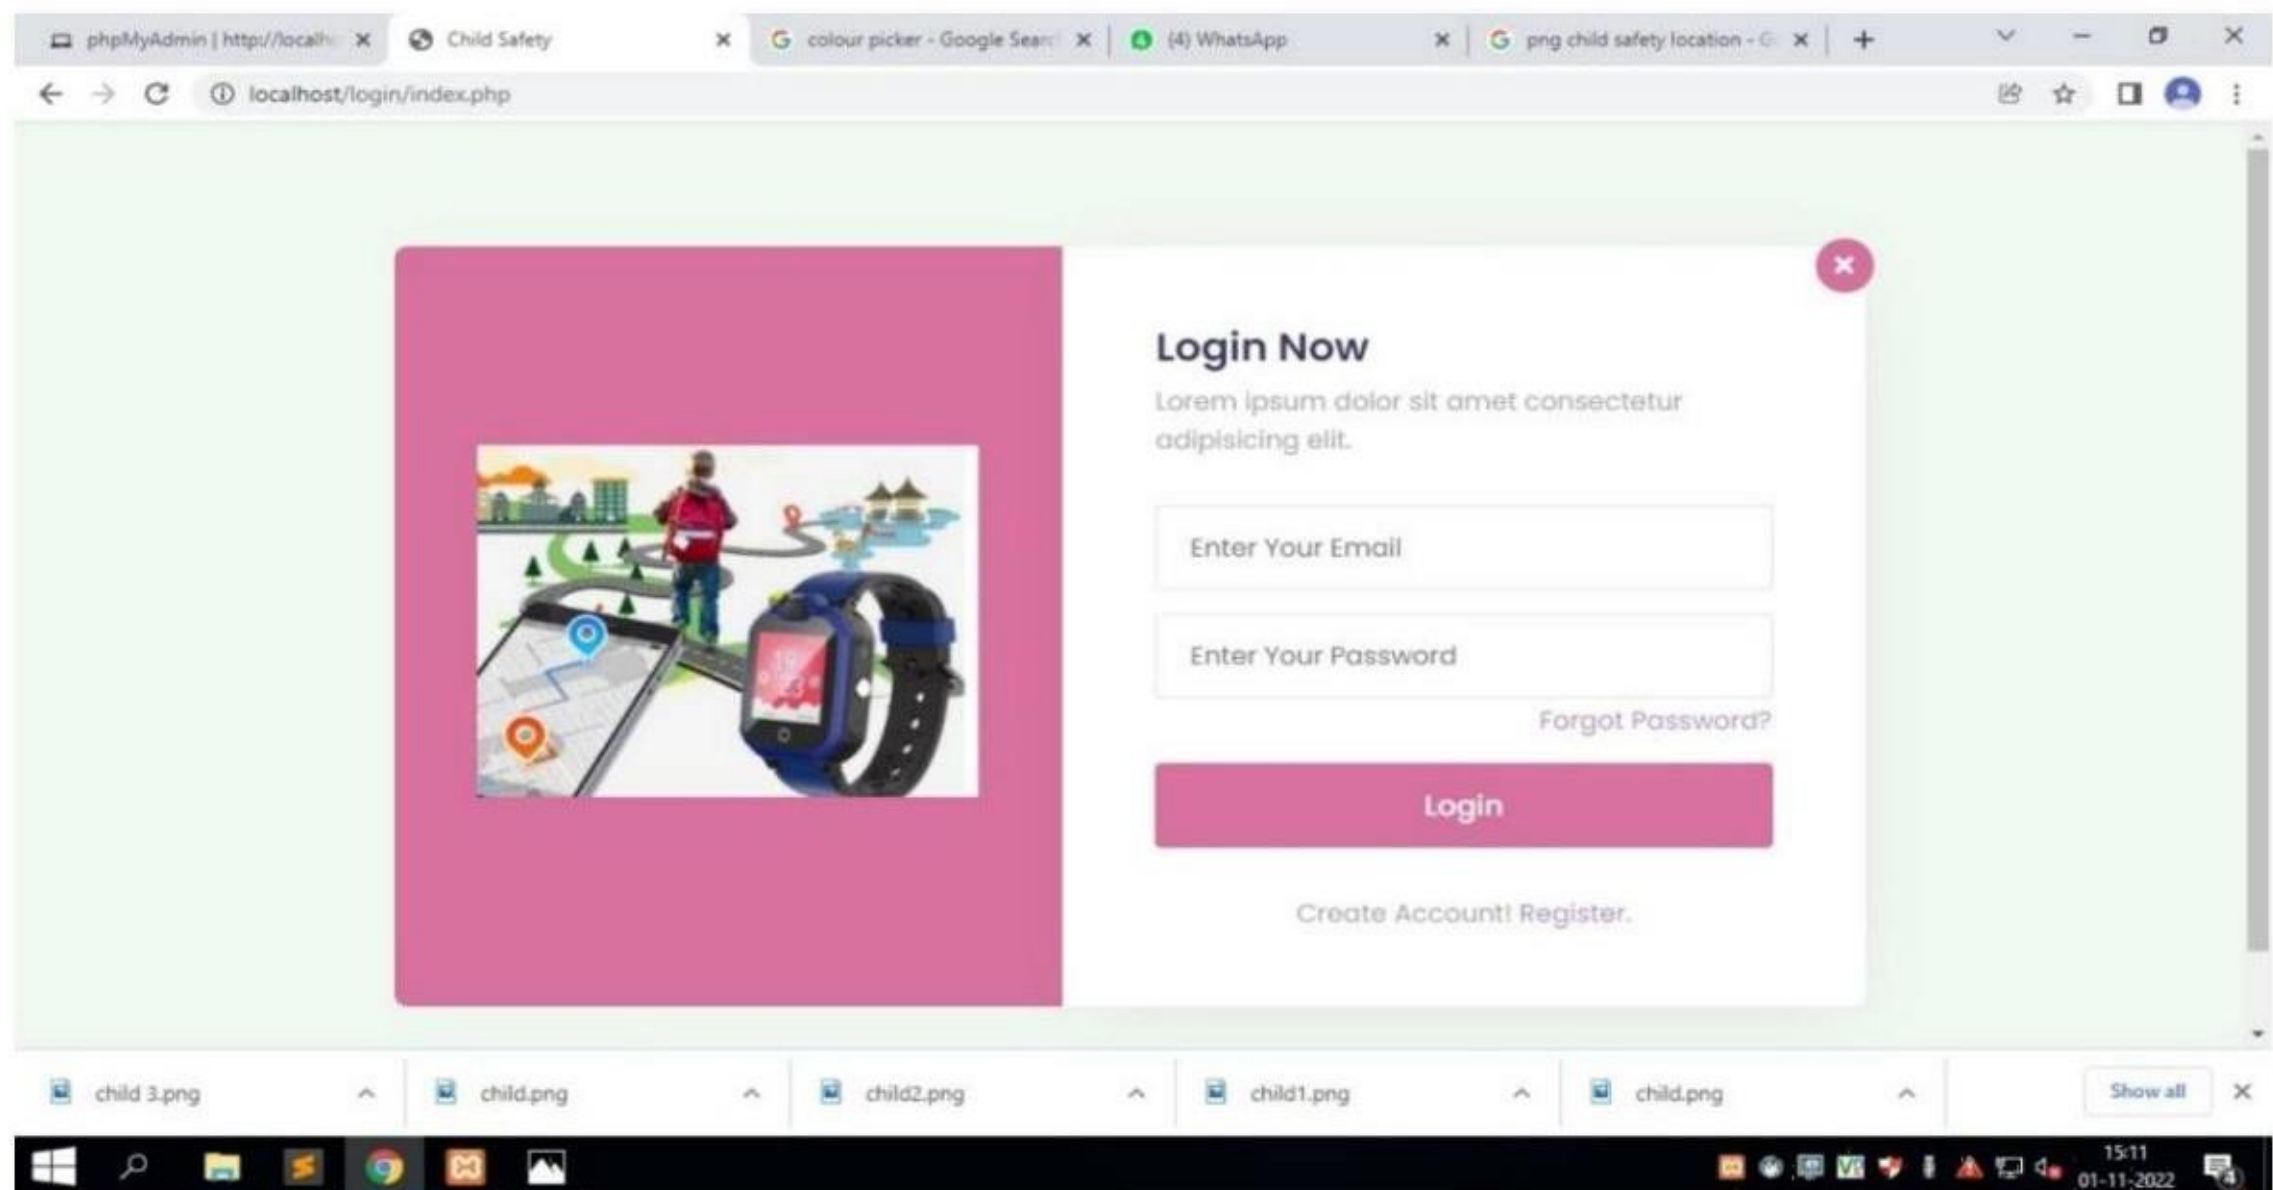 phpMyAdmin | http://localh
Child Safety
colour picker - Google Searc
(4) WhatsApp
png child safety location - G
localhost/login/index.php
Login Now
Lorem ipsum dolor sit amet consectetur
adipisicing elit.
Enter Your Email
Enter Your Password
Forgot Password?
Login
Create Account! Register.
child 3.png
child.png
child2.png
child1.png
child.png
Show all
15:11
01-11-2022